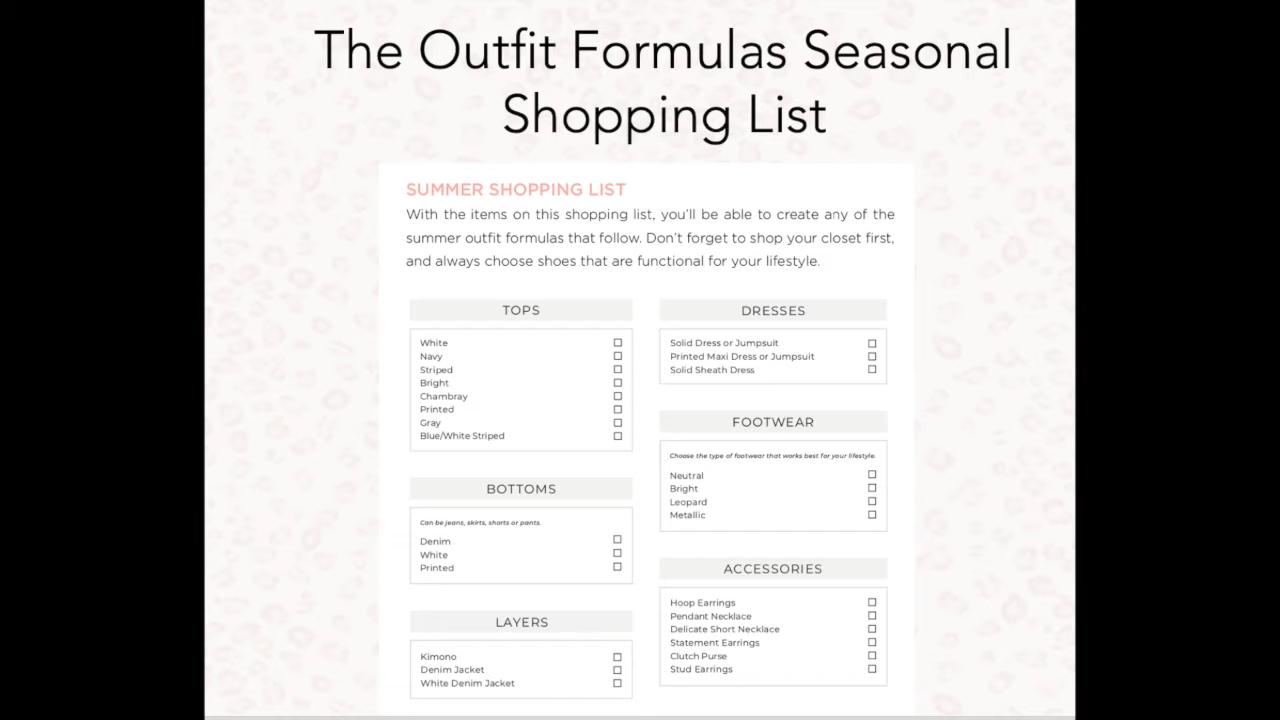 The Outfit Formulas Seasonal
Shopping List
SUMMER SHOPPING LIST
With the items on this shopping list, you'll be able to create any of the
summer outfit formulas that follow. Don't forget to shop your closet first,
and always choose shoes that are functional for your lifestyle.
TOPS
White
Navy
Striped
Bright
Chambray
Printed
Gray
Blue/White Striped
BOTTOMS
Can be jeans, skirts, shorts or pants.
Denim
White
Printed
LAYERS
Kimono
Denim Jacket
White Denim Jacket
DRESSES
Solid Dress or Jumpsuit
Printed Maxi Dress or Jumpsuit
Solid Sheath Dress
FOOTWEAR
Choose the type of footwear that works best for your lifestyle.
Neutral
Bright
Leopard
Metallic
ACCESSORIES
Hoop Earrings
Pendant Necklace
Delicate Short Necklace
Statement Earrings
Clutch Purse
Stud Earrings